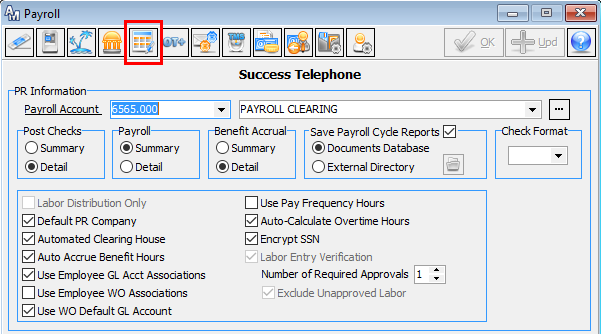 AM Payroll
OT+ TAX OK Upd ?
Success Telephone
PR Information
Payroll Account 6565.000 PAYROLL CLEARING ...
Post Checks Payroll Benefit Accrual Save Payroll Cycle Reports Check Format
Summary Summary Summary Documents Database
Detail Detail Detail External Directory
Labor Distribution Only Use Pay Frequency Hours
Default PR Company Auto-Calculate Overtime Hours
Automated Clearing House Encrypt SSN
Auto Accrue Benefit Hours Labor Entry Verification
Use Employee GL Acct Associations Number of Required Approvals 1
Use Employee WO Associations Exclude Unapproved Labor
Use WO Default GL Account